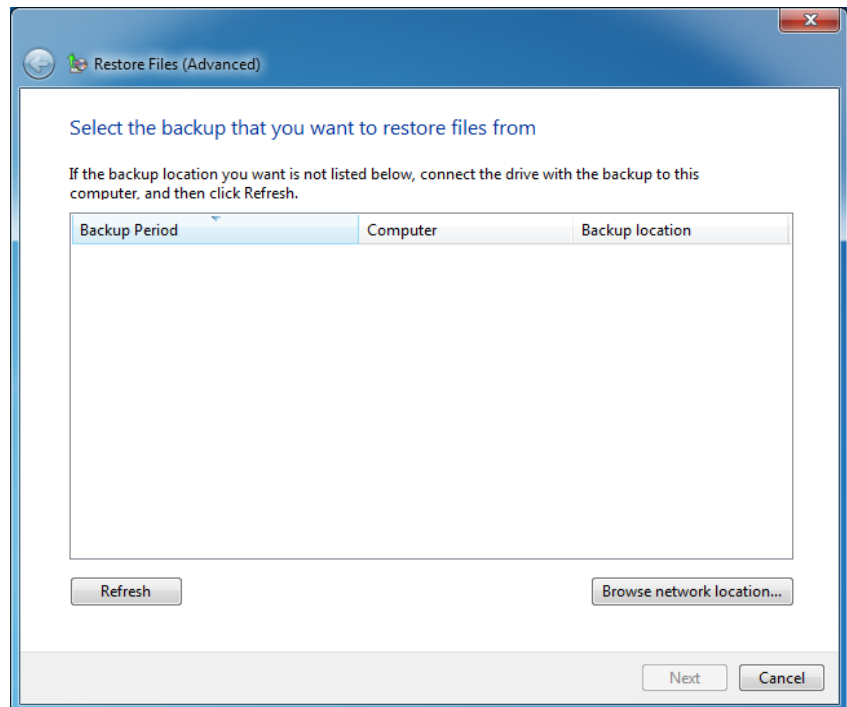 Restore Files (Advanced)
Select the backup that you want to restore files from
If the backup location you want is not listed below, connect the drive with the backup to this
computer, and then click Refresh.
Backup Period Computer Backup location
Refresh Browse network location...
Next Cancel